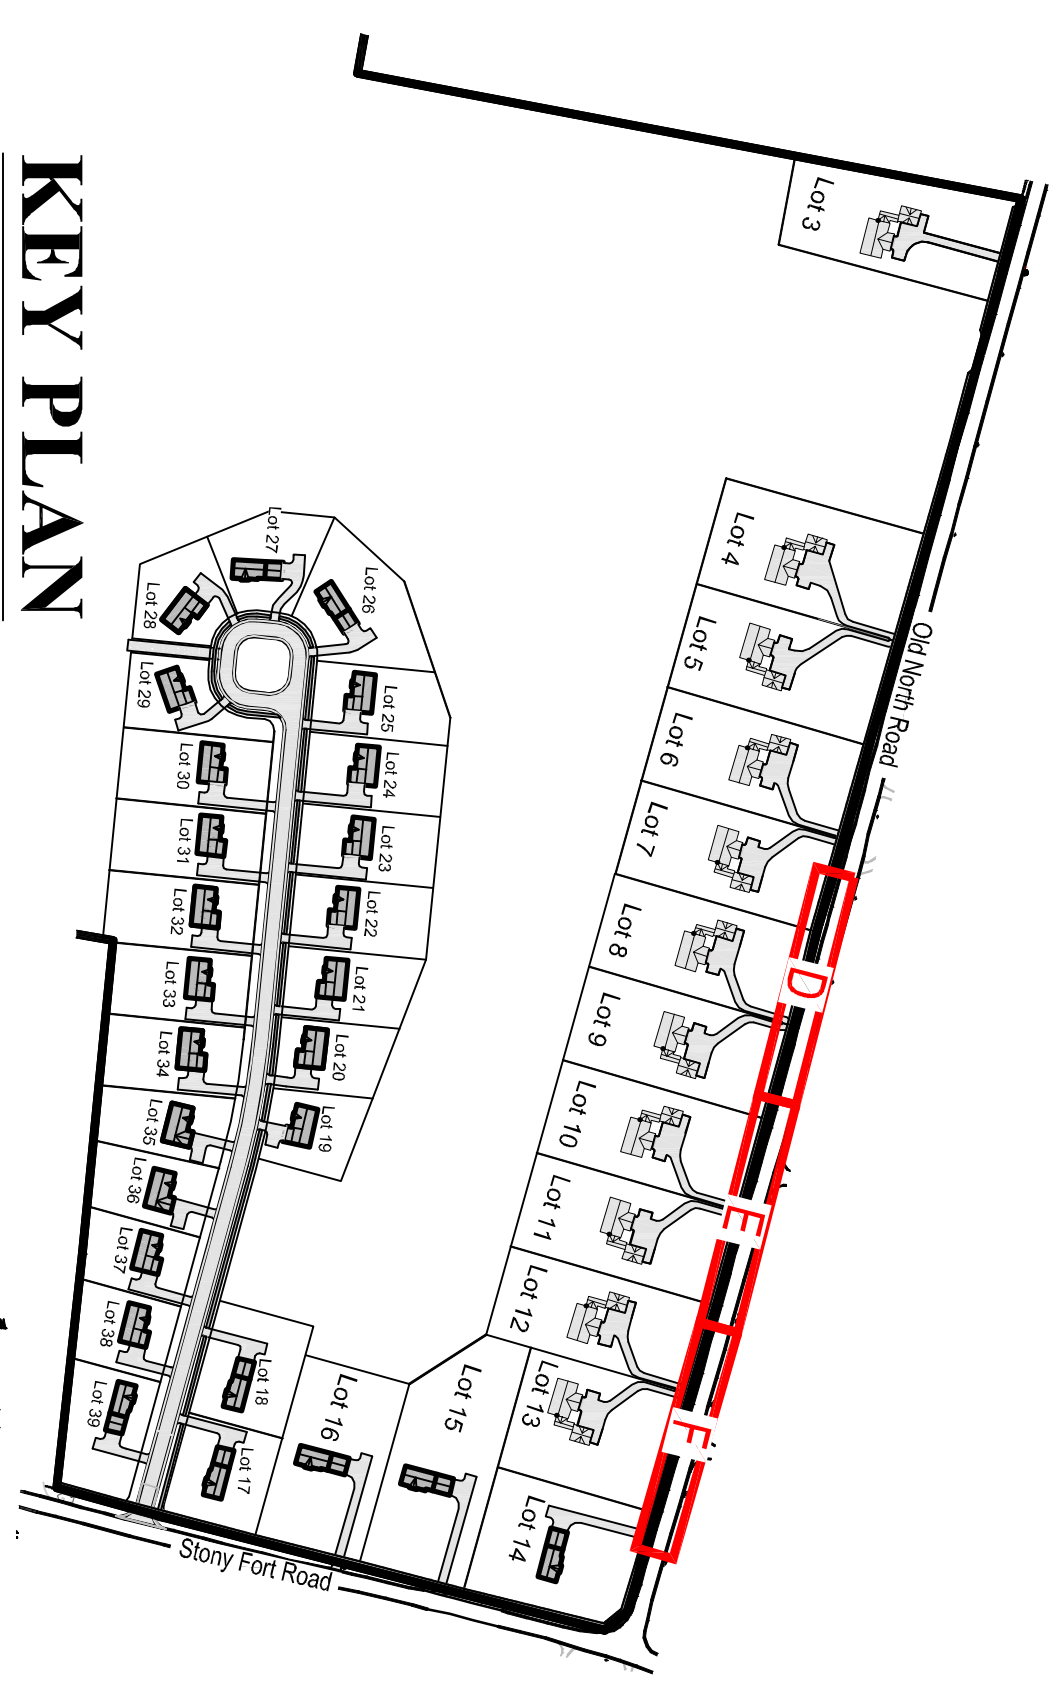 KEY PLAN
Lot 3
Lot 4
Lot 5
Lot 6
Lot 7
Lot 8
Lot 9
Lot 10
Lot 11
Lot 12
Lot 13
Lot 14
Lot 15
Lot 16
Lot 17
Lot 18
Lot 19
Lot 20
Lot 21
Lot 22
Lot 23
Lot 24
Lot 25
Lot 26
Lot 27
Lot 28
Lot 29
Lot 30
Lot 31
Lot 32
Lot 33
Lot 34
Lot 35
Lot 36
Lot 37
Lot 38
Lot 39
Old North Road
Stony Fort Road
D
E
F